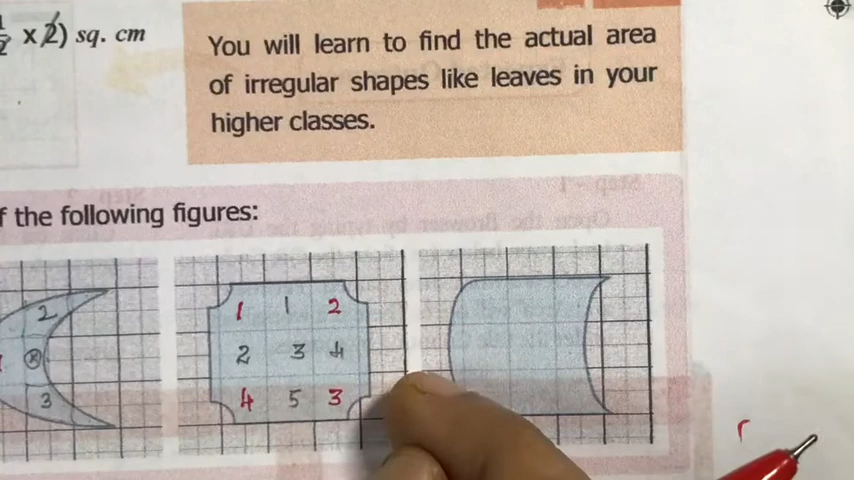 x 2) sq. cm
You will learn to find the actual area
of irregular shapes like leaves in your
higher classes.
f the following figures:
2
3
1 1 2
2 3 4
4 5 3